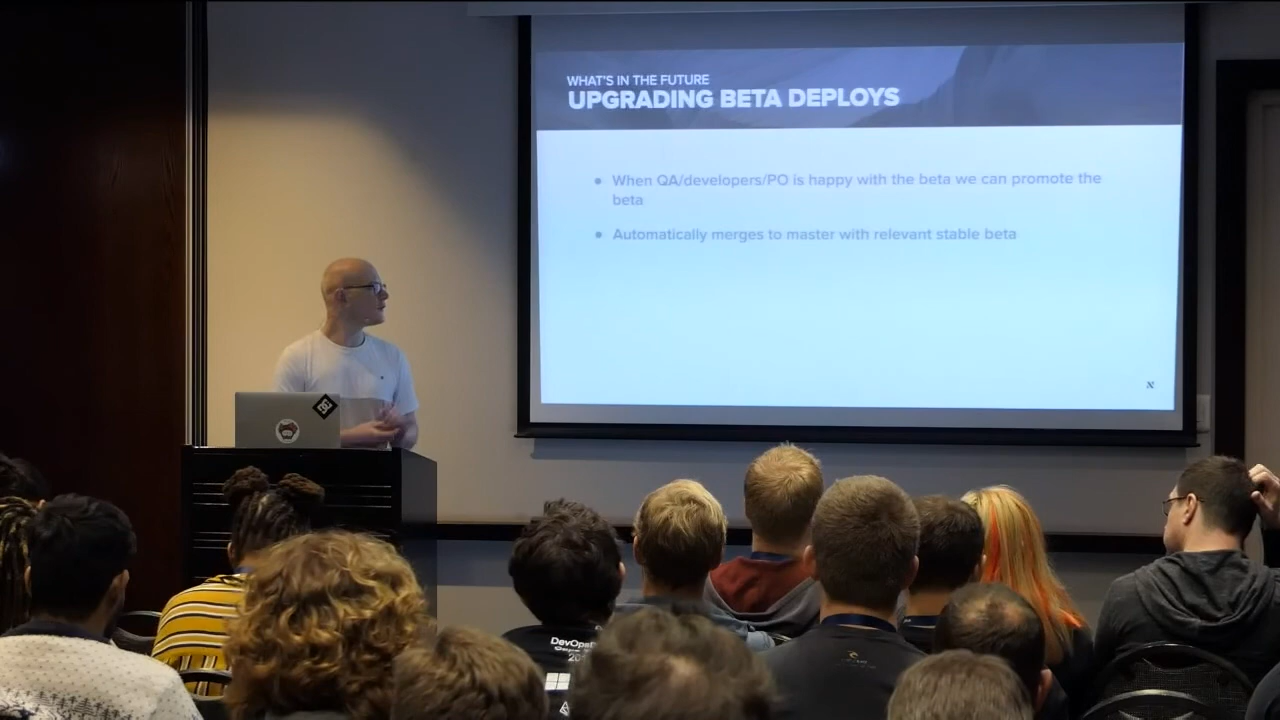 WHAT'S IN THE FUTURE
UPGRADING BETA DEPLOYS
• When QA/developers/PO is happy with the beta we can promote the
beta
• Automatically merges to master with relevant stable beta
N
DC